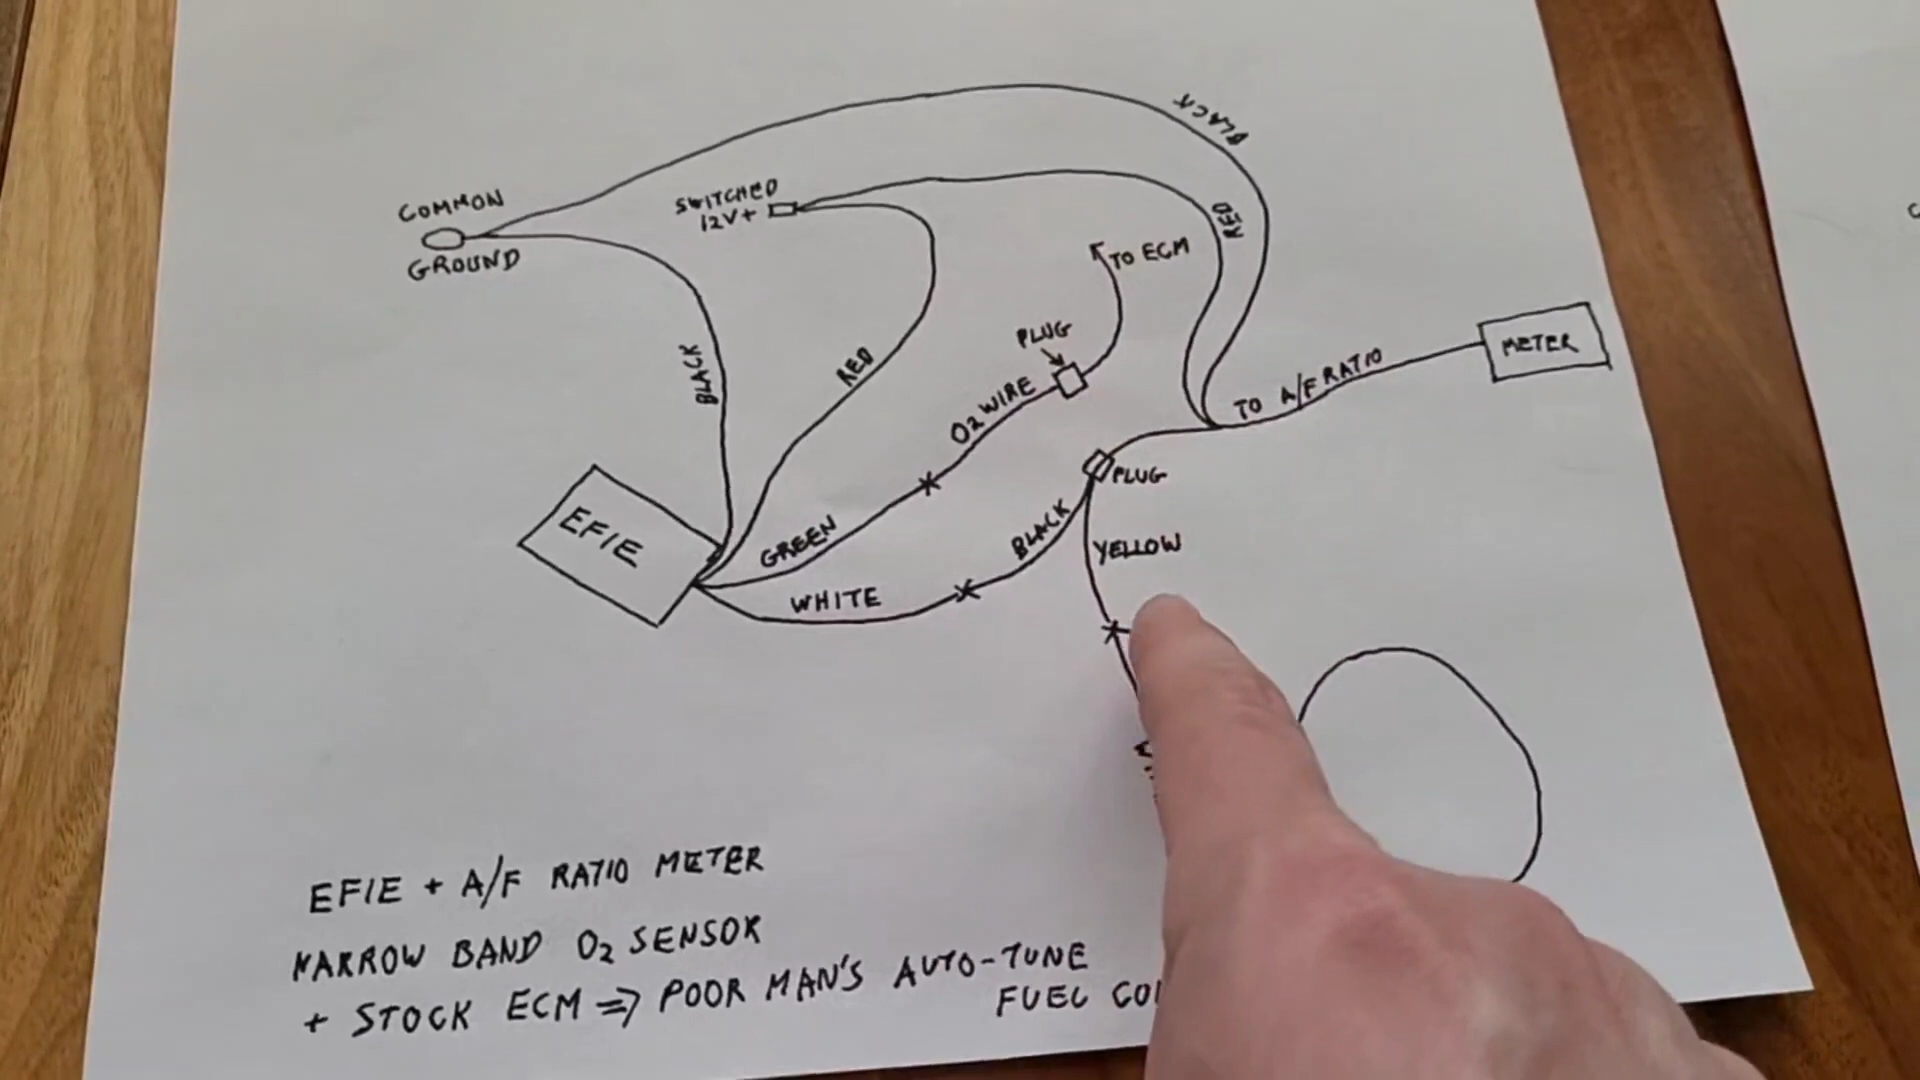 BLACK
COMMON
GROUND
SWITCHED
12V+
RED
TO ECM
PLUG
METER
BLACK
RED
O2 WIRE
TO A/F RATIO
PLUG
EFIE
GREEN
BLACK
YELLOW
WHITE
EFIE + A/F RATIO METER
NARROW BAND O2 SENSOR
+ STOCK ECM => POOR MAN'S AUTO-TUNE
FUEL